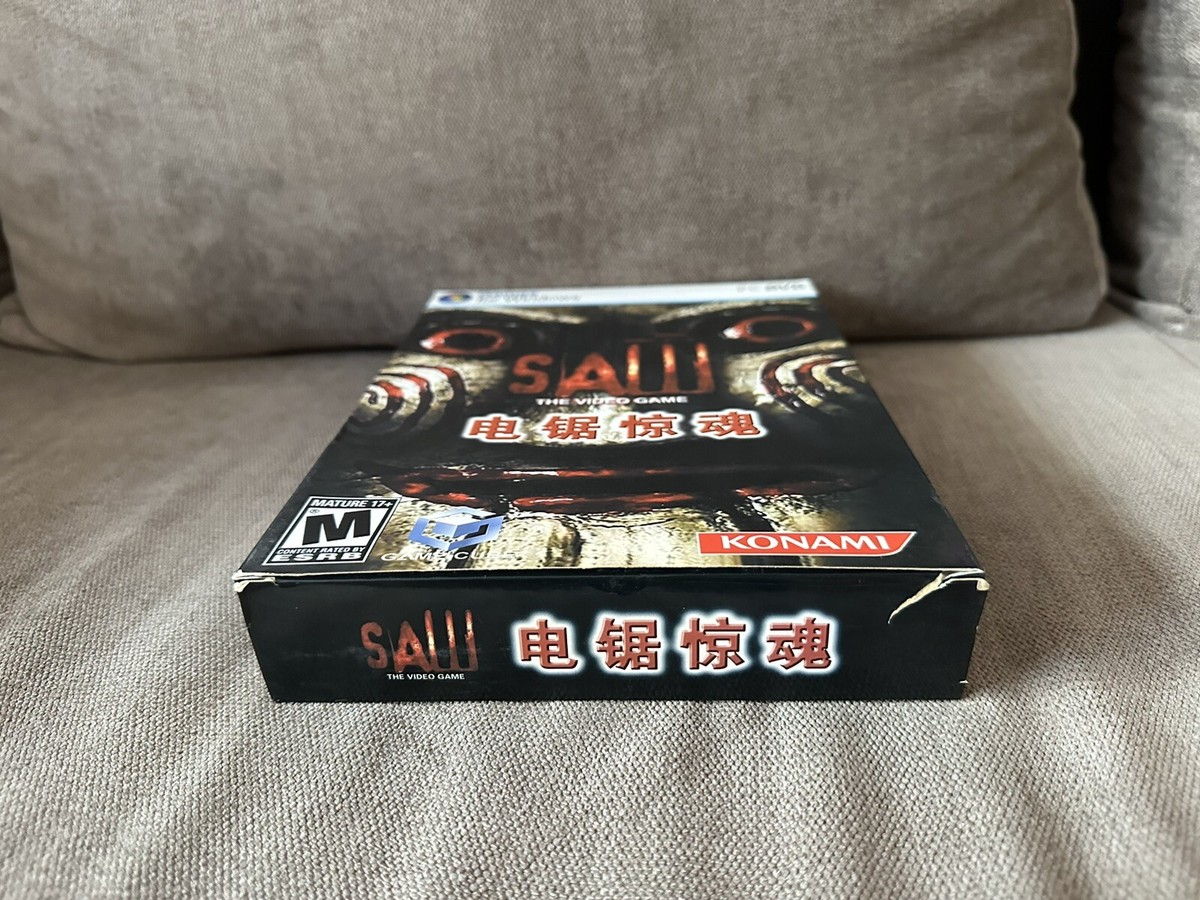 SAW
THE VIDEO GAME
电锯惊魂
MATURE 17+
M
CONTENT RATED BY
ESRB
GAMECUBE
KONAMI
SAW
THE VIDEO GAME
电锯惊魂